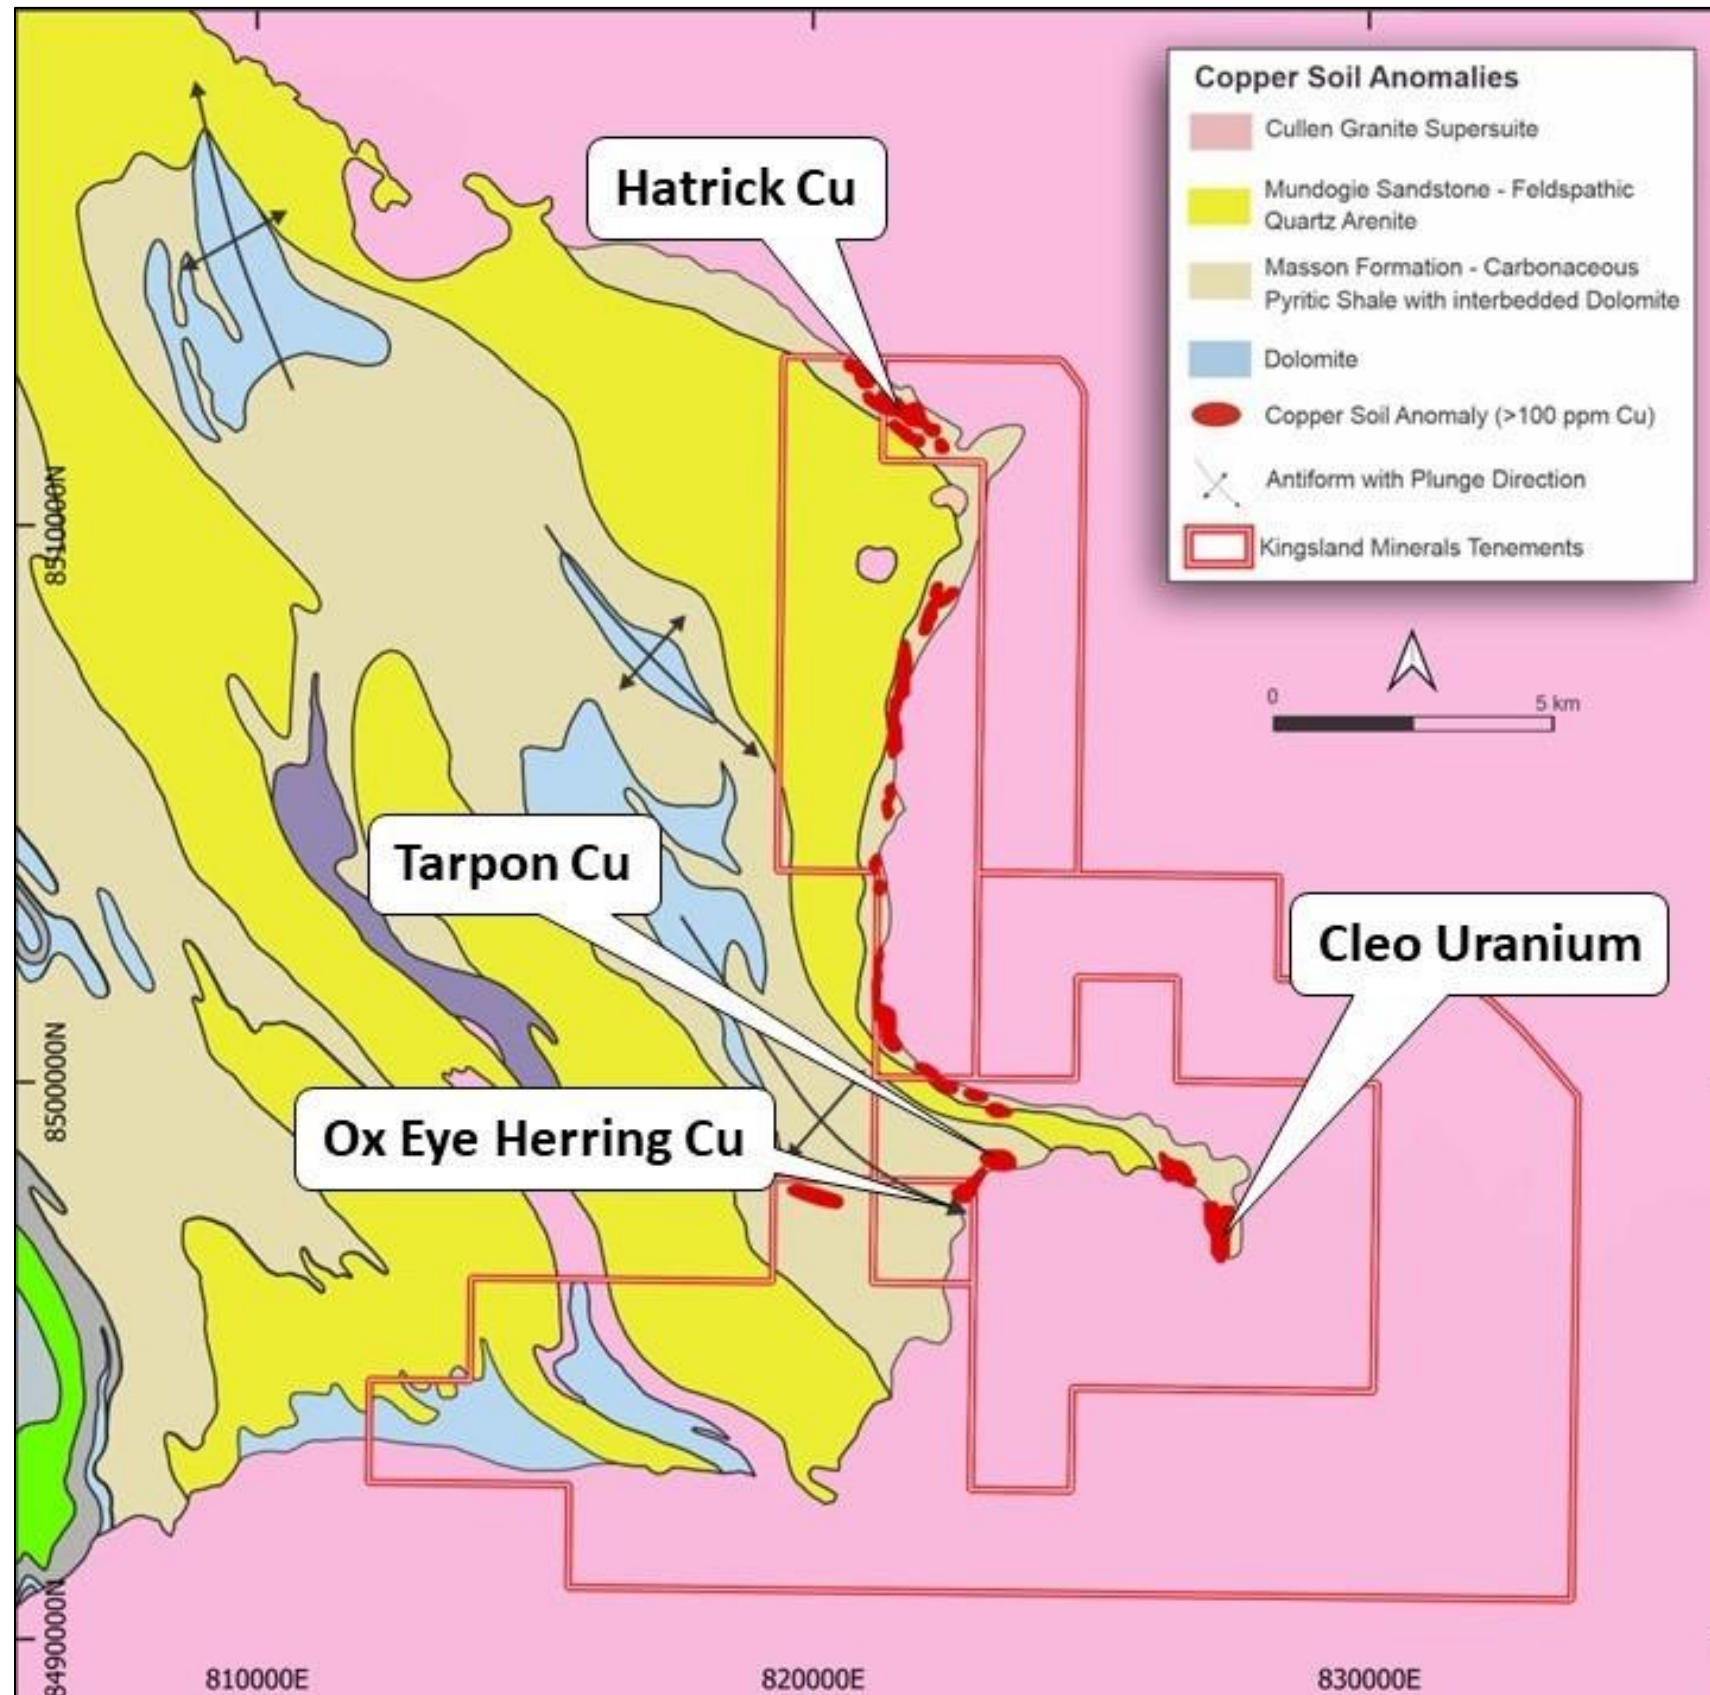 Copper Soil Anomalies
Cullen Granite Supersuite
Mundogie Sandstone - Feldspathic
Quartz Arenite
Masson Formation - Carbonaceous
Pyritic Shale with interbedded Dolomite
Dolomite
Copper Soil Anomaly (>100 ppm Cu)
Antiform with Plunge Direction
Kingsland Minerals Tenements
Hatrick Cu
8510000N
0
5 km
Tarpon Cu
Cleo Uranium
8500000N
Ox Eye Herring Cu
8490000N
810000E
820000E
830000E